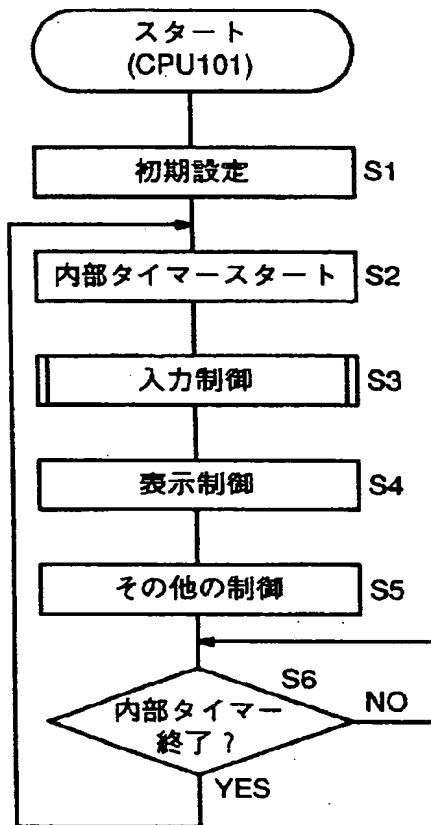 スタート
(CPU101)
初期設定 S1
内部タイマースタート S2
入力制御 S3
表示制御 S4
その他の制御 S5
S6
内部タイマー
終了？
NO
YES